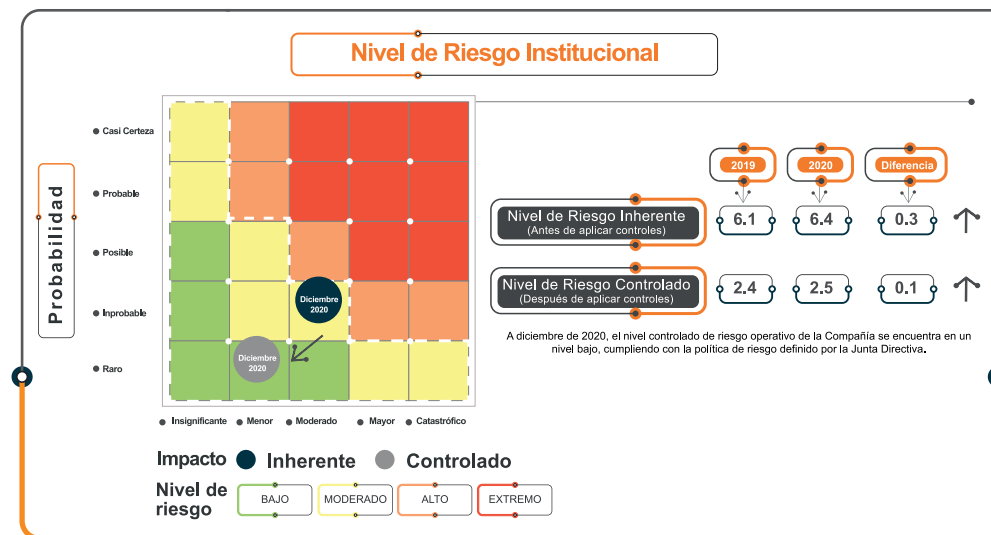 Nivel de Riesgo Institucional
Probabilidad
Casi Certeza
Probable
Posible
Inprobable
Raro
Diciembre
2020
Diciembre
2020
Insignificante
Menor
Moderado
Mayor
Catastrófico
Impacto
Inherente
Controlado
Nivel de
riesgo
BAJO
MODERADO
ALTO
EXTREMO
2019
2020
Diferencia
Nivel de Riesgo Inherente
(Antes de aplicar controles)
6.1
6.4
0.3
Nivel de Riesgo Controlado
(Después de aplicar controles)
2.4
2.5
0.1
A diciembre de 2020, el nivel controlado de riesgo operativo de la Compañía se encuentra en un
nivel bajo, cumpliendo con la política de riesgo definido por la Junta Directiva.